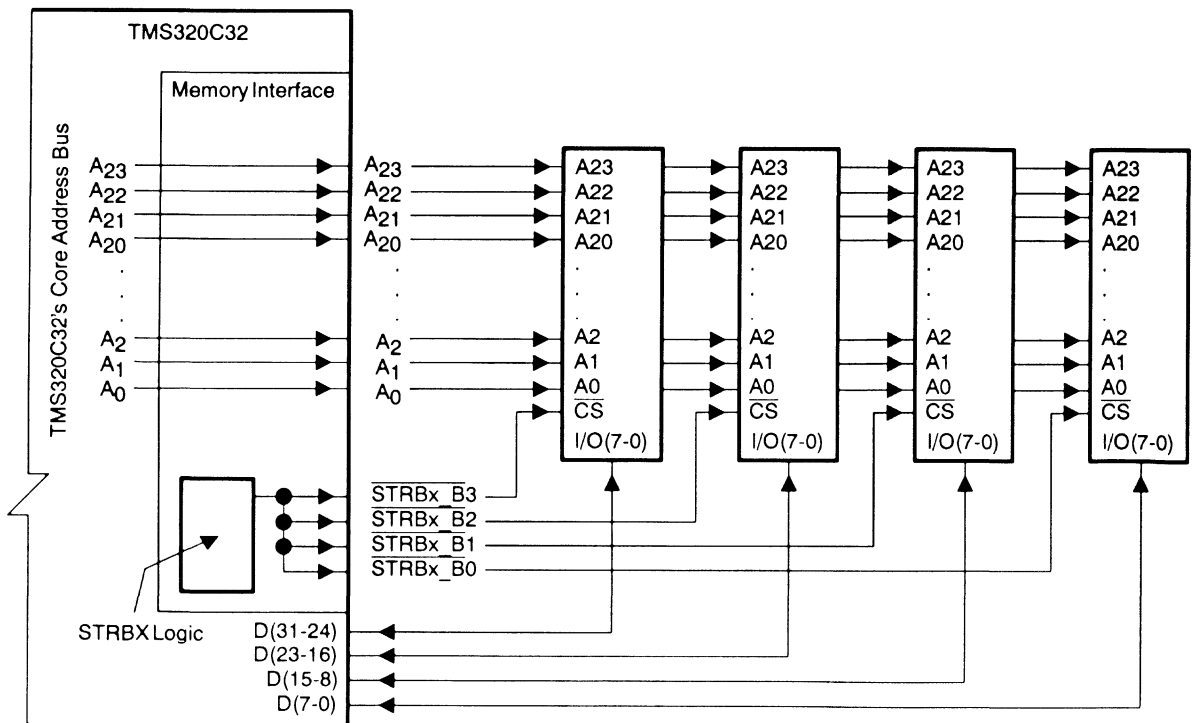 TMS320C32
Memory Interface
TMS320C32's Core Address Bus
A23
A22
A21
A20
.
.
.
A2
A1
A0
A23
A22
A21
A20
.
.
.
A2
A1
A0
A23
A22
A21
A20
.
.
.
A2
A1
A0
CS
I/O(7-0)
A23
A22
A21
A20
.
.
.
A2
A1
A0
CS
I/O(7-0)
A23
A22
A21
A20
.
.
.
A2
A1
A0
CS
I/O(7-0)
A23
A22
A21
A20
.
.
.
A2
A1
A0
CS
I/O(7-0)
STRBx_B3
STRBx_B2
STRBx_B1
STRBx_B0
STRBX Logic
D(31-24)
D(23-16)
D(15-8)
D(7-0)